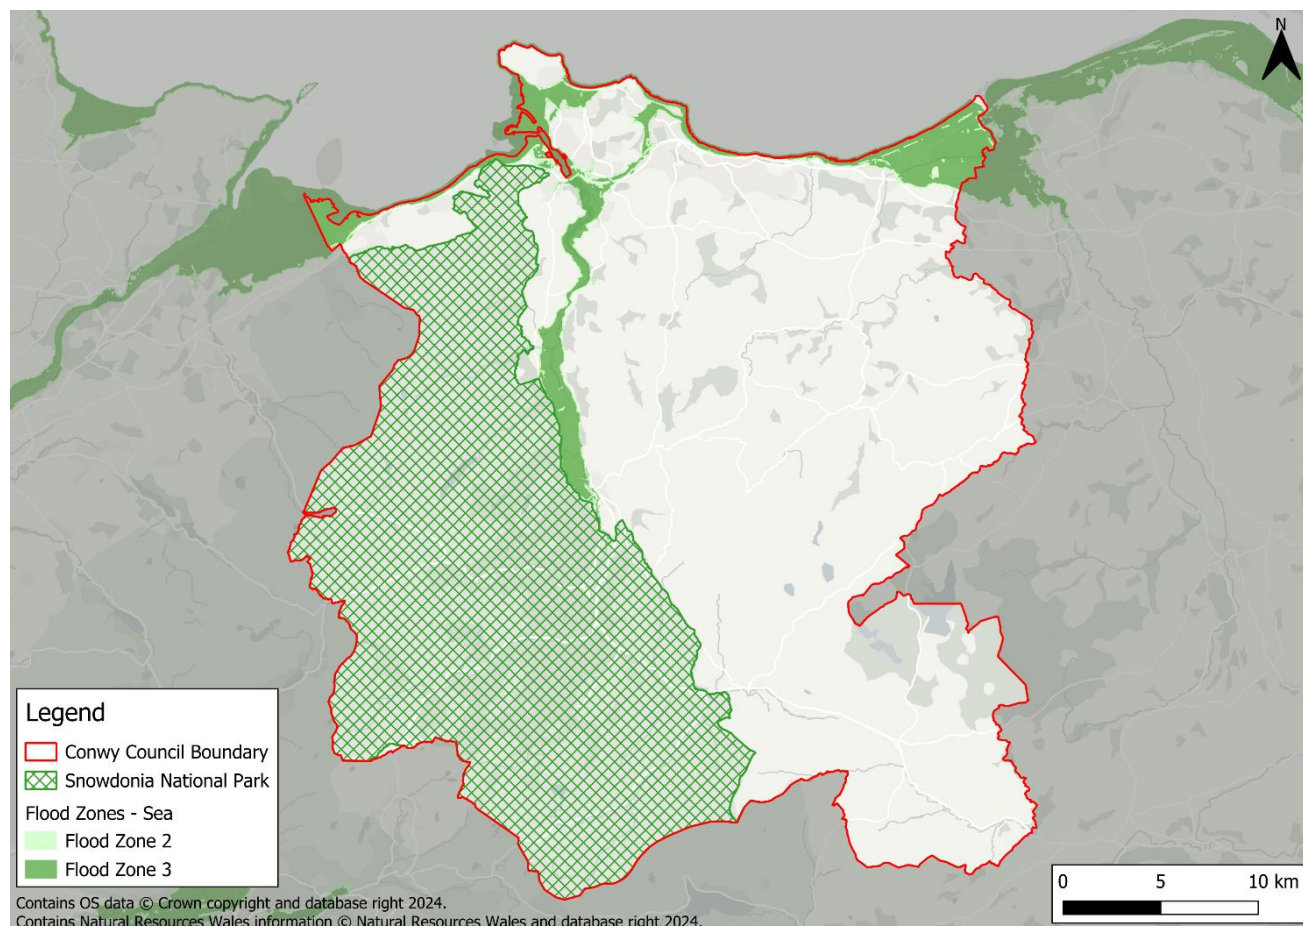 N
Legend
Conwy Council Boundary
Snowdonia National Park
Flood Zones - Sea
Flood Zone 2
Flood Zone 3
0 5 10 km
Contains OS data © Crown copyright and database right 2024.
Contains Natural Resources Wales information © Natural Resources Wales and database right 2024.